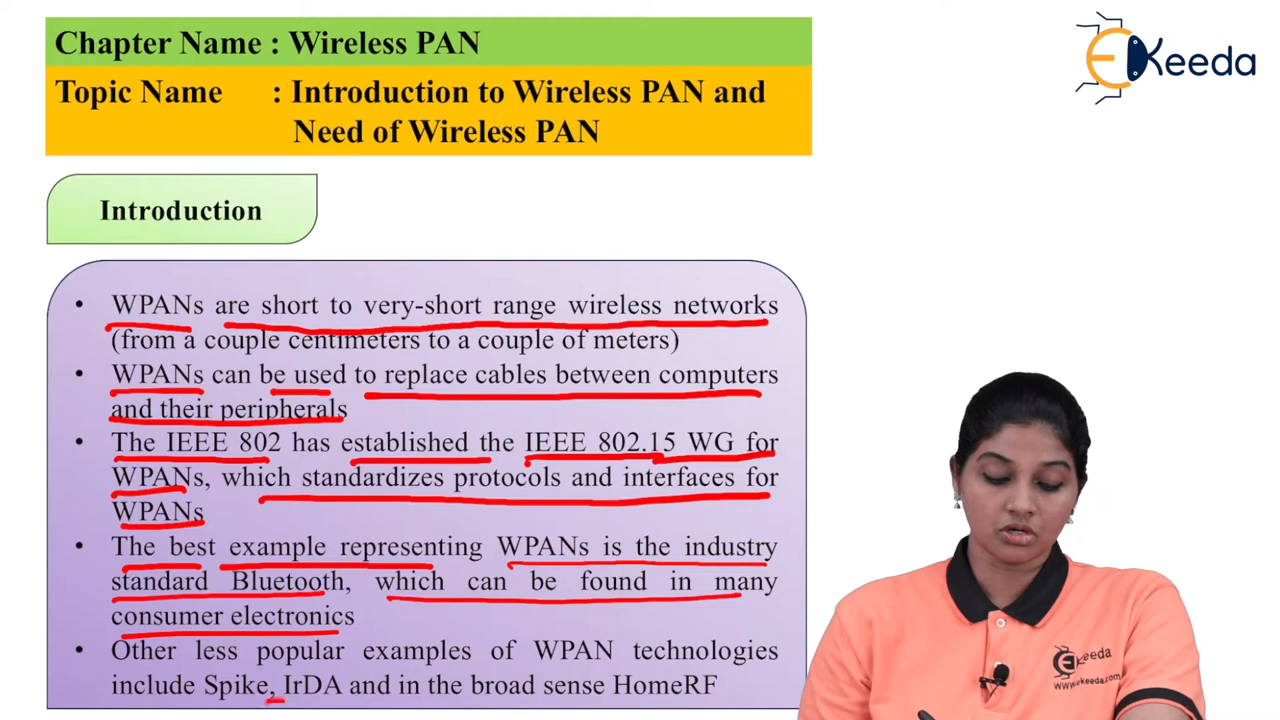 Chapter Name : Wireless PAN
EKeeda
Topic Name : Introduction to Wireless PAN and
Need of Wireless PAN
Introduction
• WPANs are short to very-short range wireless networks
(from a couple centimeters to a couple of meters)
• WPANs can be used to replace cables between computers
and their peripherals
• The IEEE 802 has established the IEEE 802.15 WG for
WPANs, which standardizes protocols and interfaces for
WPANs
• The best example representing WPANs is the industry
standard Bluetooth, which can be found in many
consumer electronics
• Other less popular examples of WPAN technologies
include Spike, IrDA and in the broad sense HomeRF
EKeeda
www.ekeeda.com